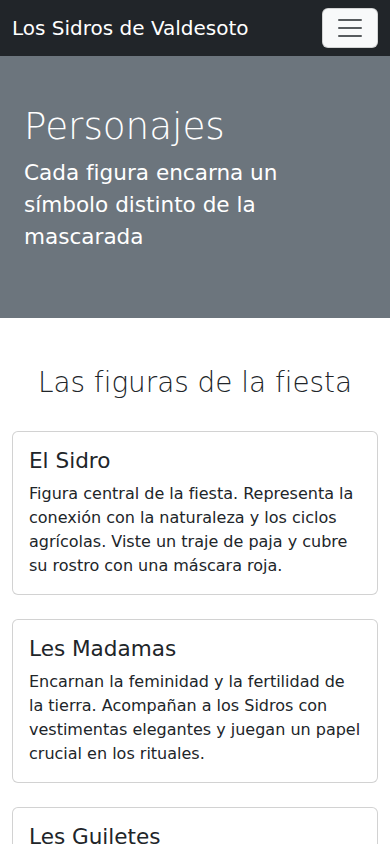 Los Sidros de Valdesoto
Personajes
Cada figura encarna un
símbolo distinto de la
mascarada
Las figuras de la fiesta
El Sidro
Figura central de la fiesta. Representa la
conexión con la naturaleza y los ciclos
agrícolas. Viste un traje de paja y cubre
su rostro con una máscara roja.
Les Madamas
Encarnan la feminidad y la fertilidad de
la tierra. Acompañan a los Sidros con
vestimentas elegantes y juegan un papel
crucial en los rituales.
Les Guiletes